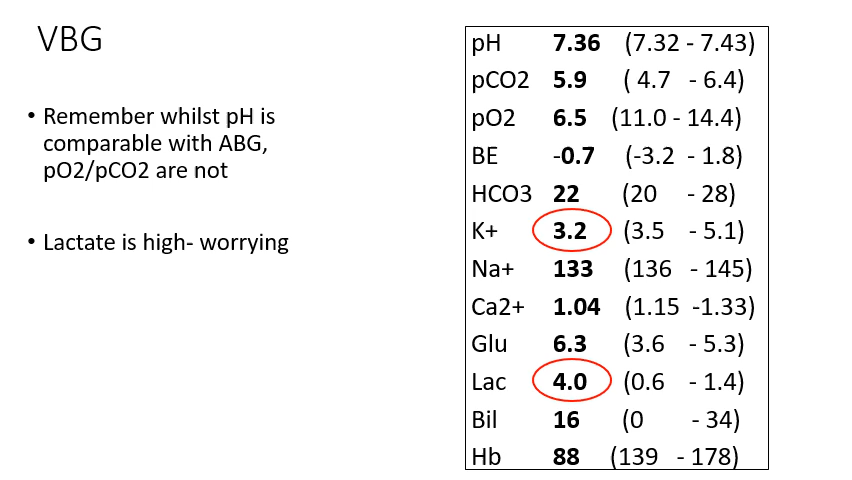 VBG
• Remember whilst pH is
comparable with ABG,
pO2/pCO2 are not
• Lactate is high- worrying
pH 7.36 (7.32 - 7.43)
pCO2 5.9 ( 4.7 - 6.4)
pO2 6.5 (11.0 - 14.4)
BE -0.7 (-3.2 - 1.8)
HCO3 22 (20 - 28)
K+ 3.2 (3.5 - 5.1)
Na+ 133 (136 - 145)
Ca2+ 1.04 (1.15 -1.33)
Glu 6.3 (3.6 - 5.3)
Lac 4.0 (0.6 - 1.4)
Bil 16 (0 - 34)
Hb 88 (139 - 178)